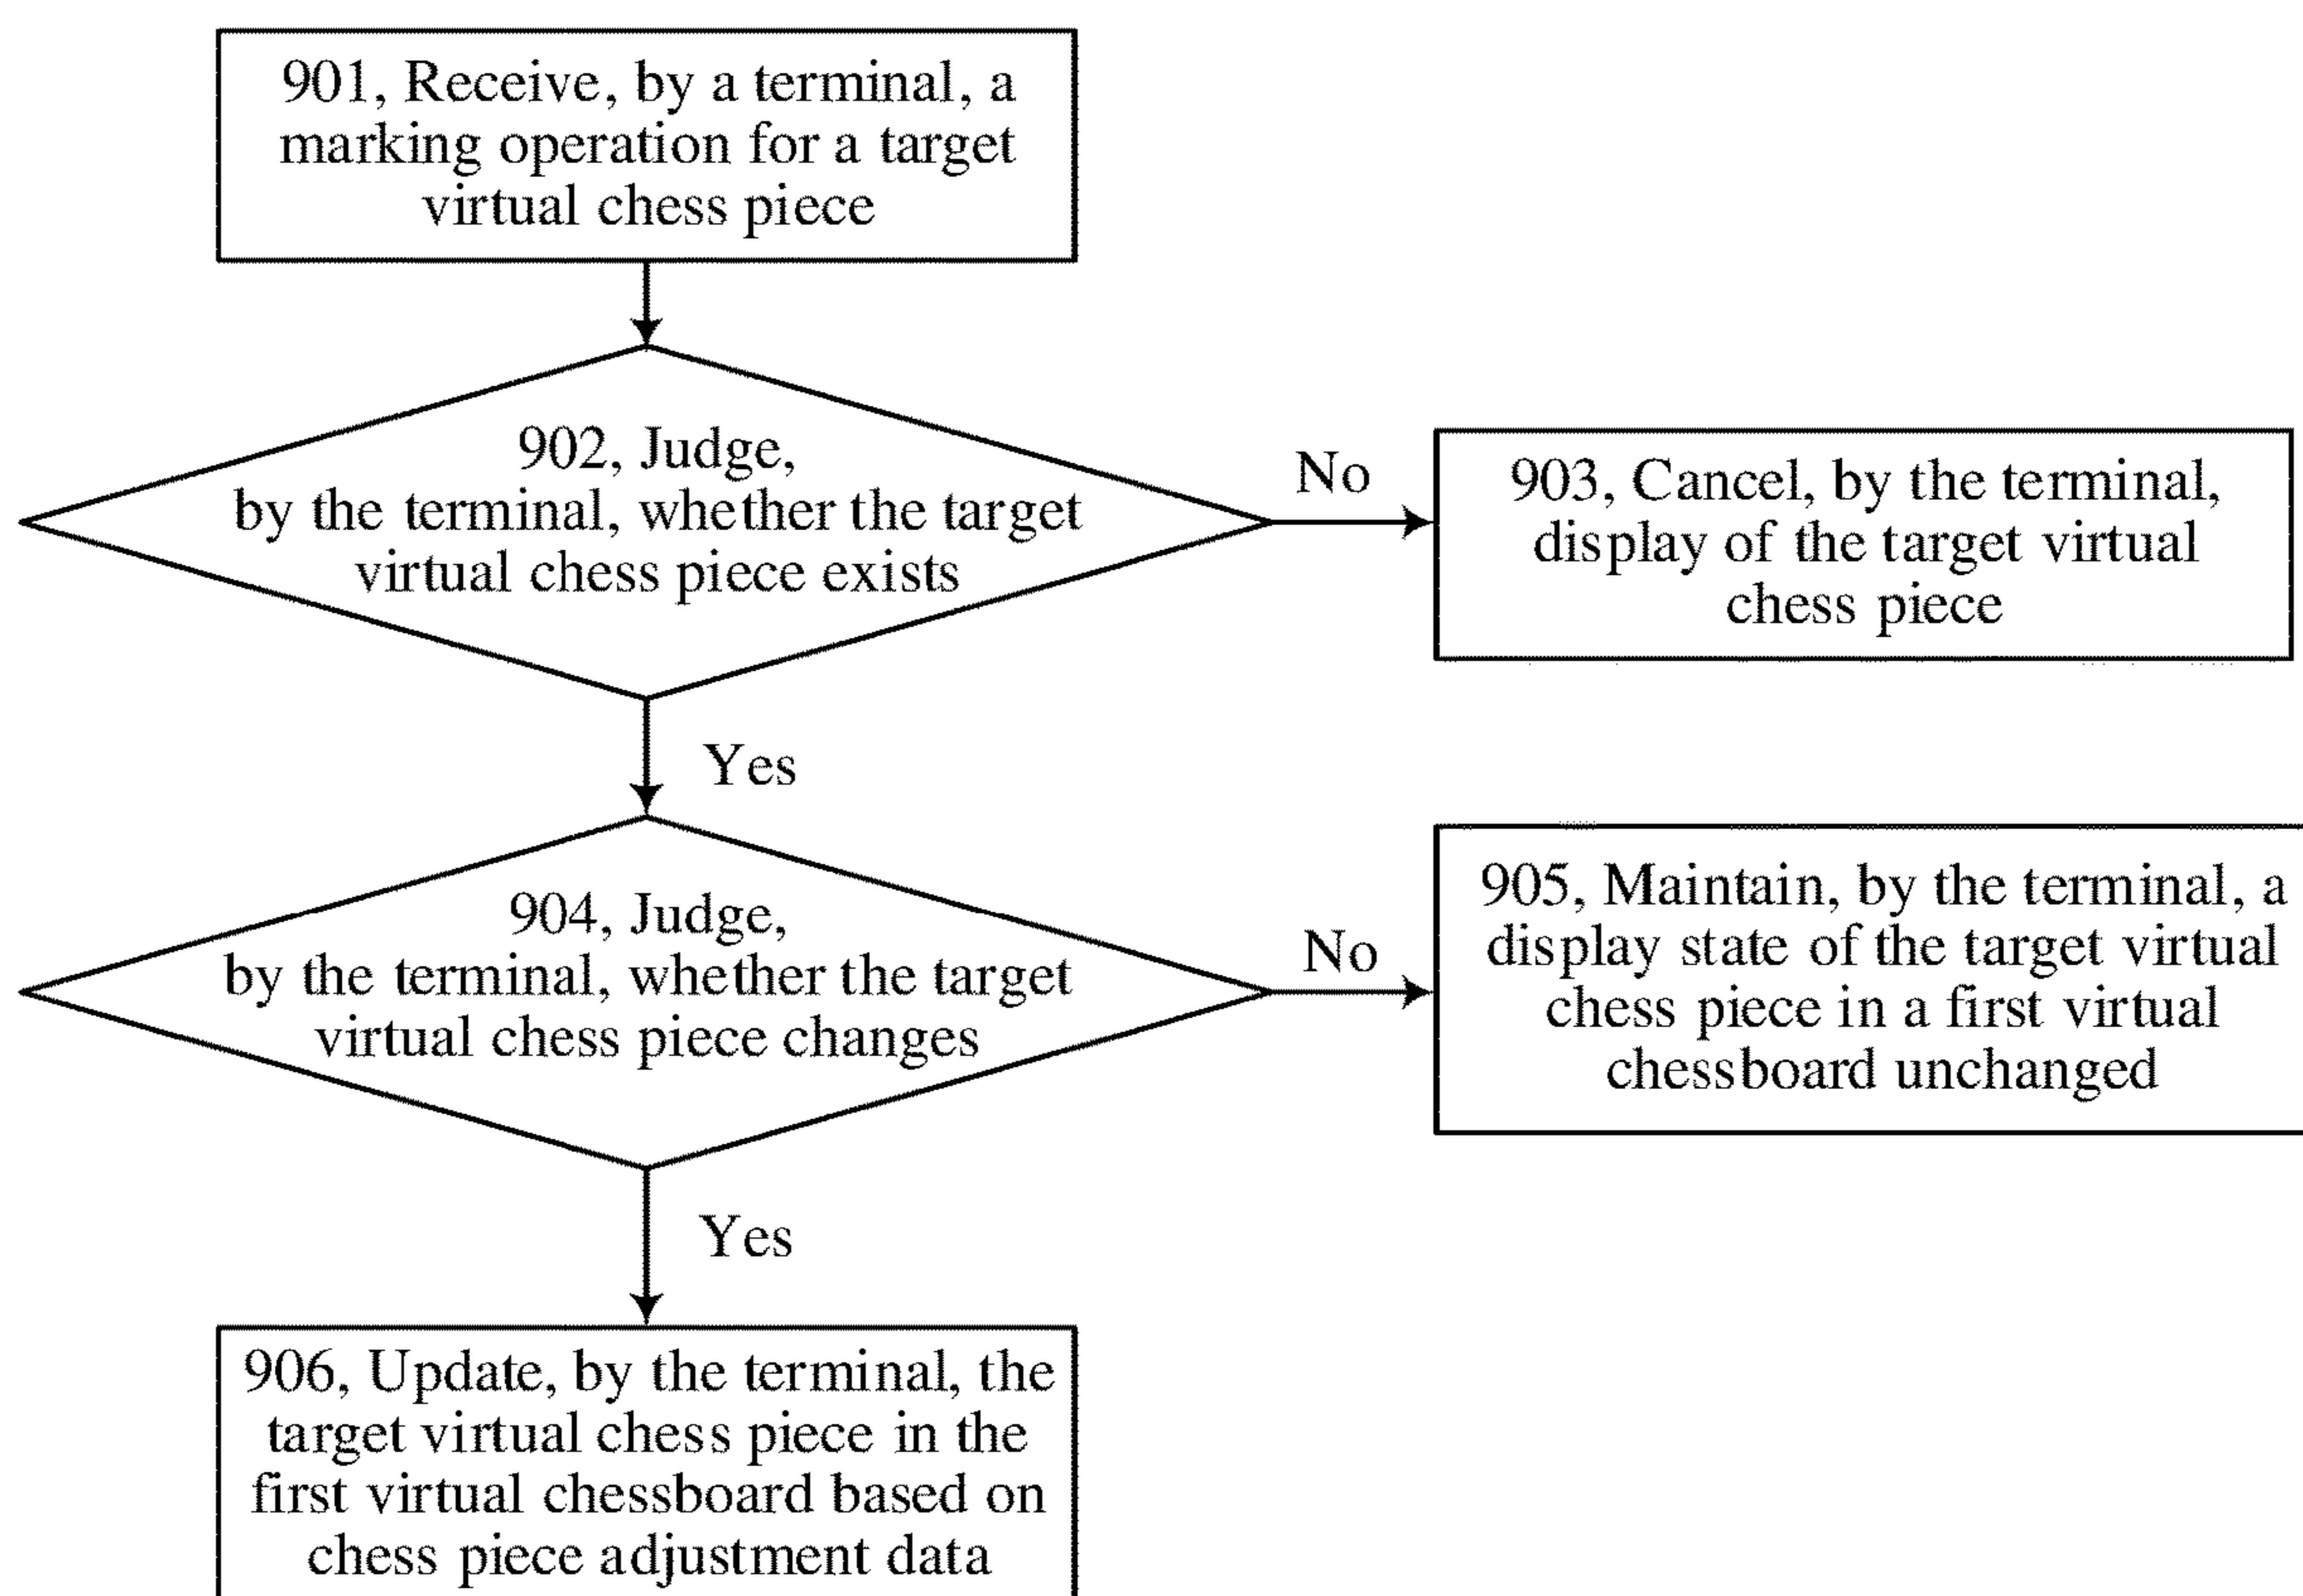 901, Receive, by a terminal, a
marking operation for a target
virtual chess piece
902, Judge,
by the terminal, whether the target
virtual chess piece exists
No
903, Cancel, by the terminal,
display of the target virtual
chess piece
Yes
904, Judge,
by the terminal, whether the target
virtual chess piece changes
No
905, Maintain, by the terminal, a
display state of the target virtual
chess piece in a first virtual
chessboard unchanged
Yes
906, Update, by the terminal, the
target virtual chess piece in the
first virtual chessboard based on
chess piece adjustment data